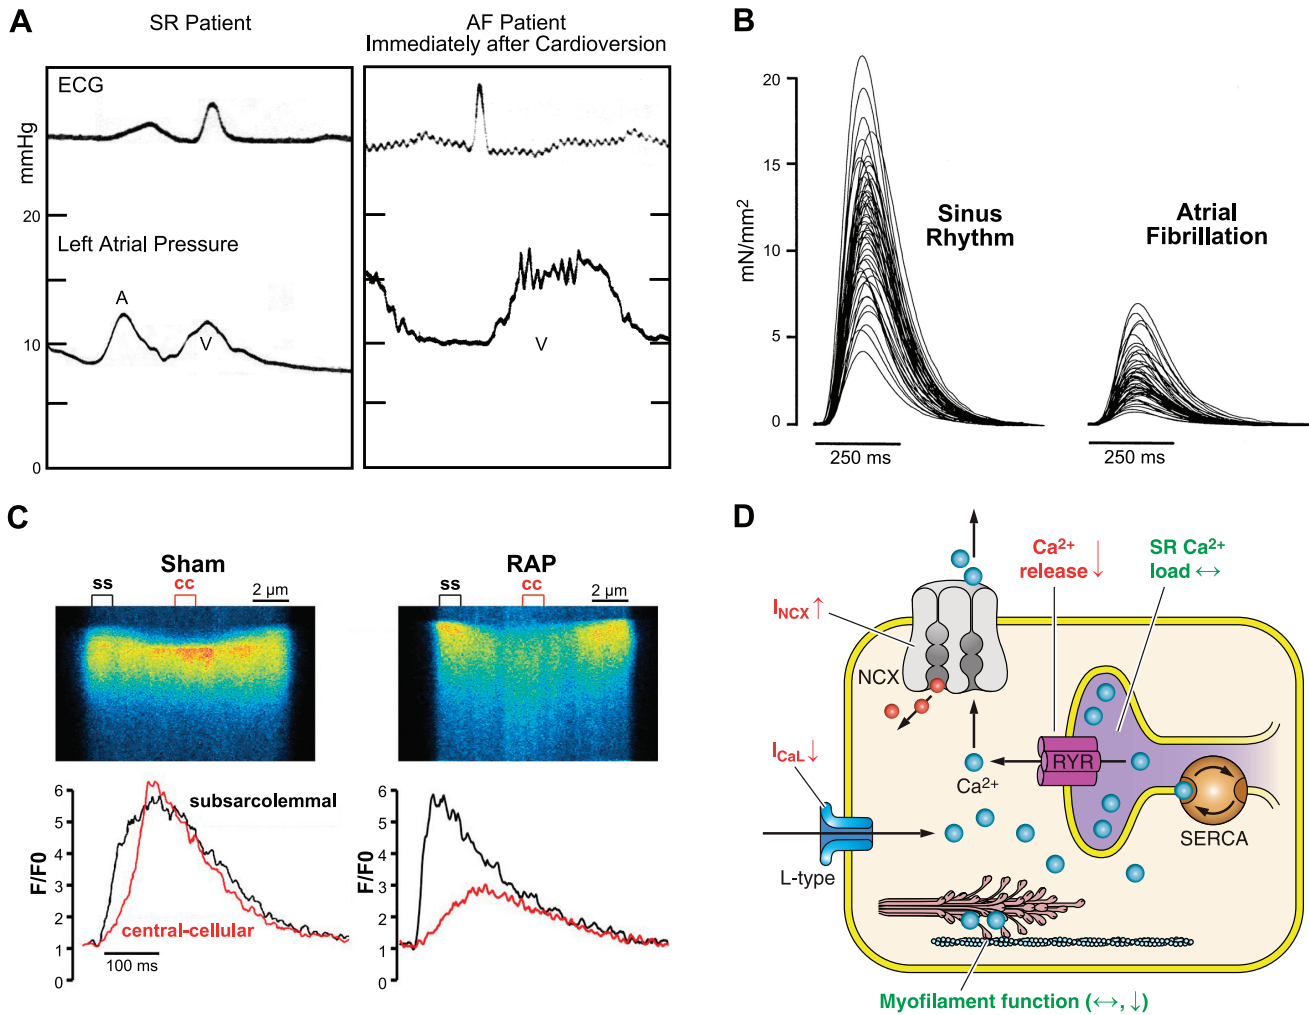 A
SR Patient
AF Patient
Immediately after Cardioversion
ECG
mmHg
20
Left Atrial Pressure
A
V
10
0
V
B
20
15
10
5
0
mN/mm2
Sinus
Rhythm
Atrial
Fibrillation
250 ms
250 ms
C
Sham
RAP
ss
cc
2 µm
ss
cc
2 µm
6
5
4
3
2
1
0
F/F0
subsarcolemmal
central-cellular
100 ms
6
5
4
3
2
1
0
F/F0
D
Ca2+
release ↓
SR Ca2+
load ↔
INCX ↑
NCX
ICaL ↓
RYR
Ca2+
SERCA
L-type
Myofilament function (↔, ↓)